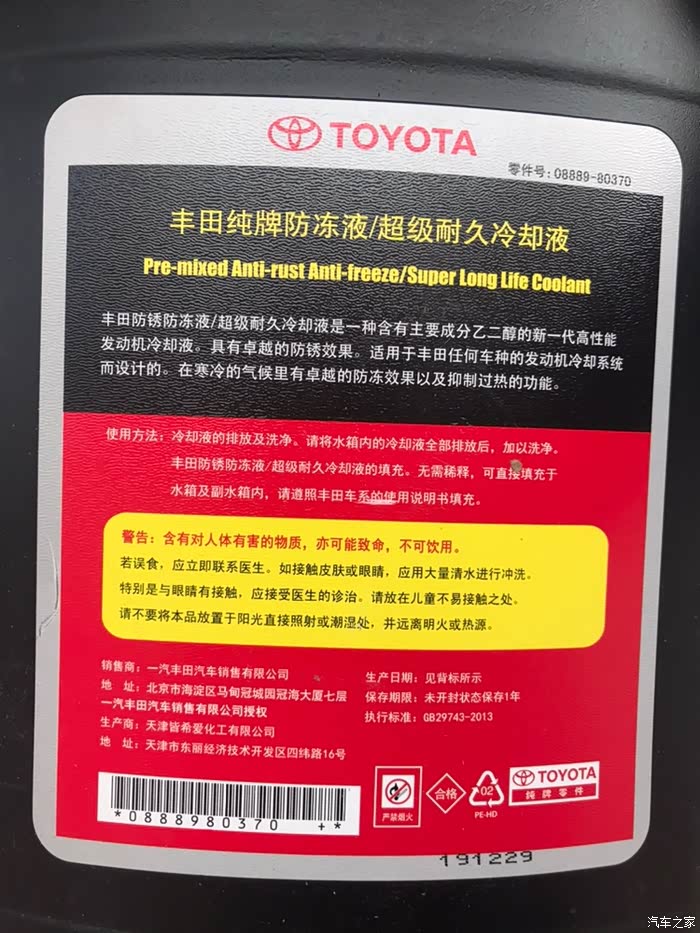 TOYOTA
零件号:08889-80370
丰田纯牌防冻液/超级耐久冷却液
Pre-mixed Anti-rust Anti-freeze/Super Long Life Coolant
丰田防锈防冻液/超级耐久冷却液是一种含有主要成分乙二醇的新一代高性能
发动机冷却液。具有卓越的防锈效果。适用于丰田任何车种的发动机冷却系统
而设计的。在寒冷的气候里有卓越的防冻效果以及抑制过热的功能。
使用方法：冷却液的排放及洗净。请将水箱内的冷却液全部排放后，加以洗净。
丰田防锈防冻液/超级耐久冷却液的填充。无需稀释，可直接填充于
水箱及副水箱内，请遵照丰田车系的使用说明书填充。
警告：含有对人体有害的物质，亦可能致命，不可饮用。
若误食，应立即联系医生。如接触皮肤或眼睛，应用大量清水进行冲洗。
特别是与眼睛有接触，应接受医生的诊治。请放在儿童不易接触之处。
请不要将本品放置于阳光直接照射或潮湿处，并远离明火或热源。
销售商：一汽丰田汽车销售有限公司
地 址：北京市海淀区马甸冠城园冠海大厦七层
一汽丰田汽车销售有限公司授权
生产商：天津皆希爱化工有限公司
地 址：天津市东丽经济技术开发区四纬路16号
生产日期：见背标所示
保存期限：未开封状态保存1年
执行标准：GB29743-2013
*0888980370 +*
严禁烟火
合格
02
PE-HD
TOYOTA
纯牌零件
191229
汽车之家